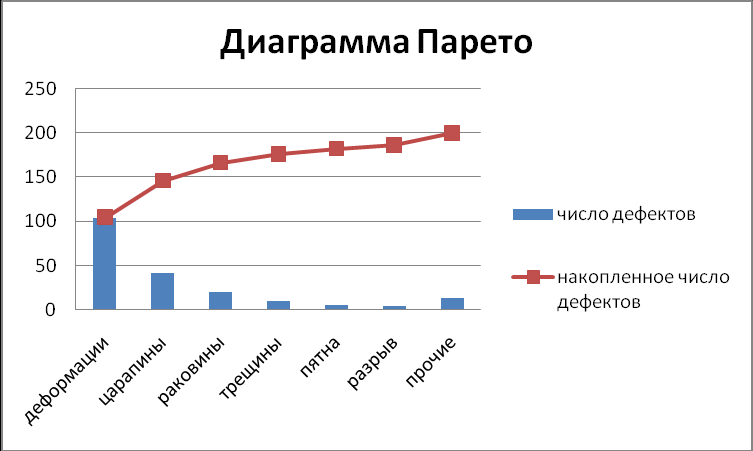 Диаграмма Парето
250
200
150
100
50
0
деформации
царапины
раковины
трещины
пятна
разрыв
прочие
число дефектов
накопленное число
дефектов